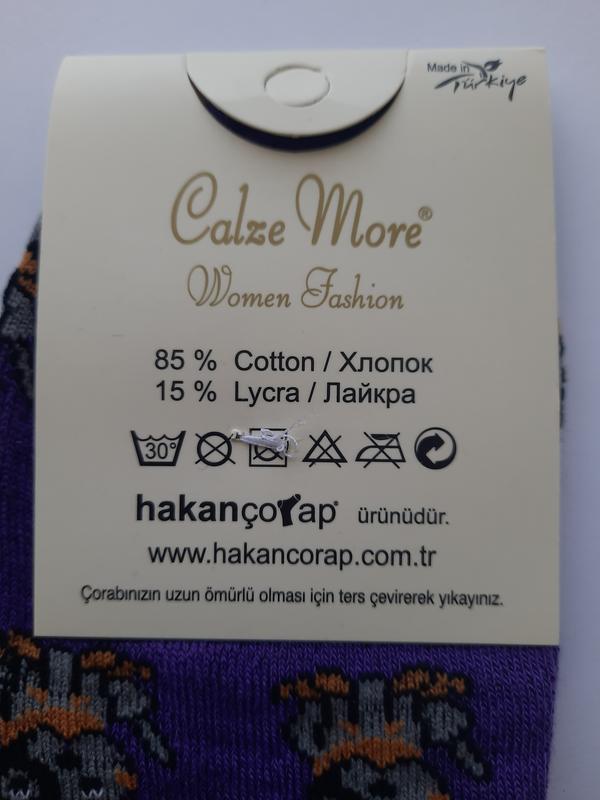 Made in
Türkiye
Calze More®
Women Fashion
85 % Cotton / Хлопок
15 % Lycra / Лайкра
30°
hakançorap® ürünüdür.
www.hakancorap.com.tr
Çorabınızın uzun ömürlü olması için ters çevirerek yıkayınız.